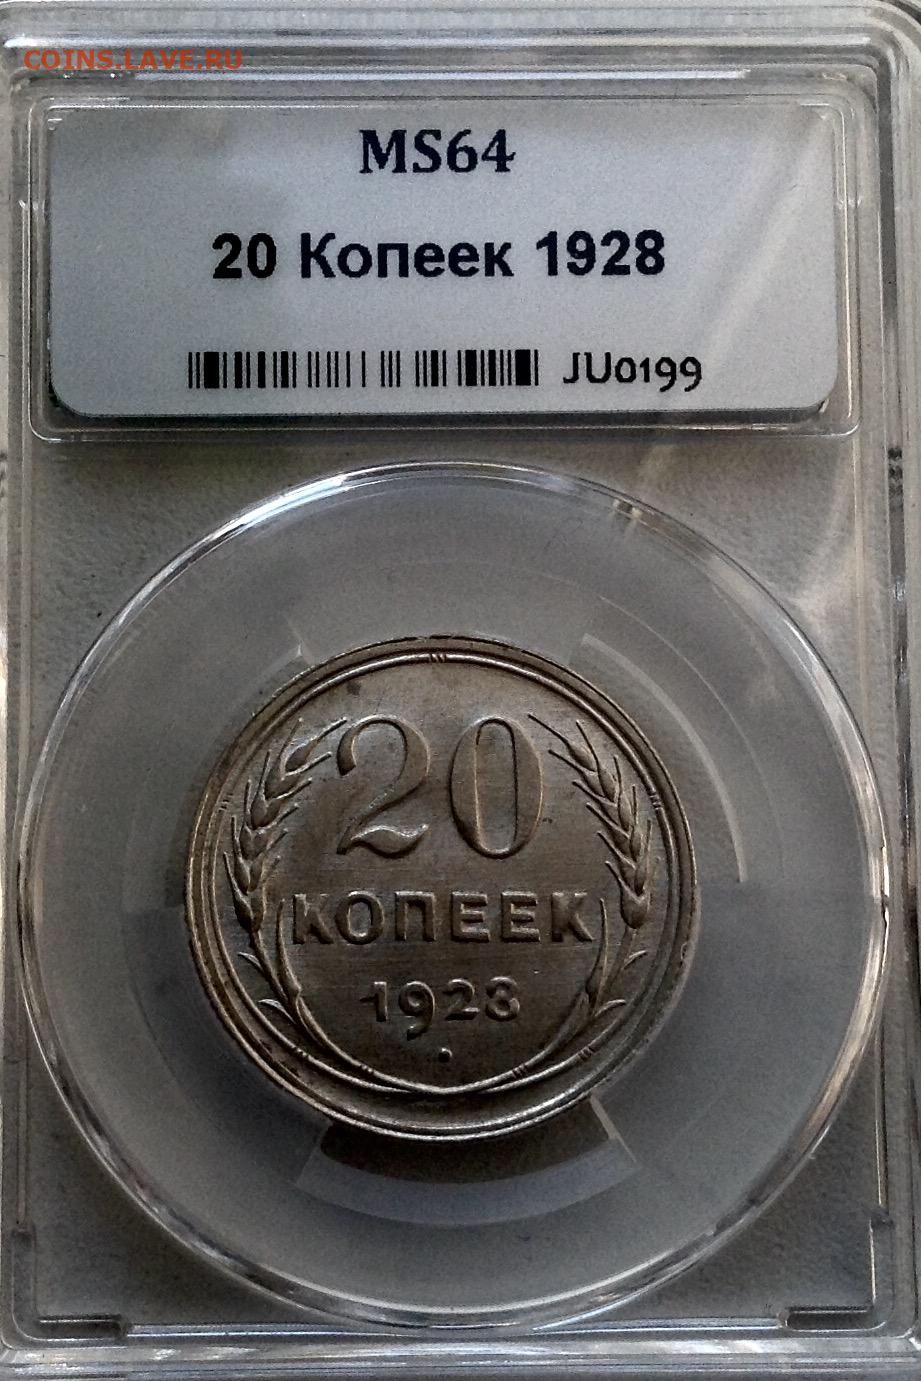 COINS.LAVE.RU
MS64
20 Копеек 1928
JU0199
20
КОПЕЕК
1928